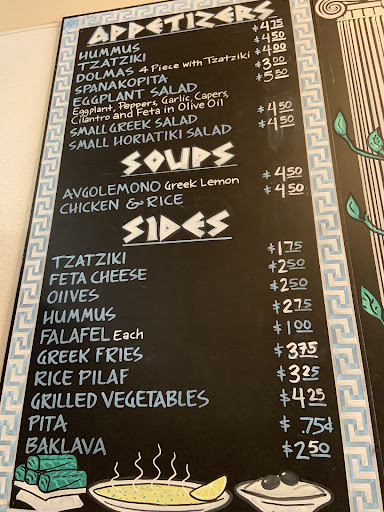 APPETIZERS
HUMMUS $4.75
TZATZIKI $4.50
DOLMAS 4 Piece with Tzatziki $4.00
SPANAKOPITA $3.00
EGGPLANT SALAD $5.50
Eggplant, Peppers, Garlic, Capers,
Cilantro and Feta in Olive Oil
SMALL GREEK SALAD $4.50
SMALL HORIATIKI SALAD $4.50
SOUPS
AVGOLEMONO Greek Lemon $4.50
CHICKEN & RICE $4.50
SIDES
TZATZIKI $1.75
FETA CHEESE $2.50
OIIVES $2.50
HUMMUS $2.75
FALAFEL Each $1.00
GREEK FRIES $3.75
RICE PILAF $3.25
GRILLED VEGETABLES $4.25
PITA $ .75¢
BAKLAVA $2.50